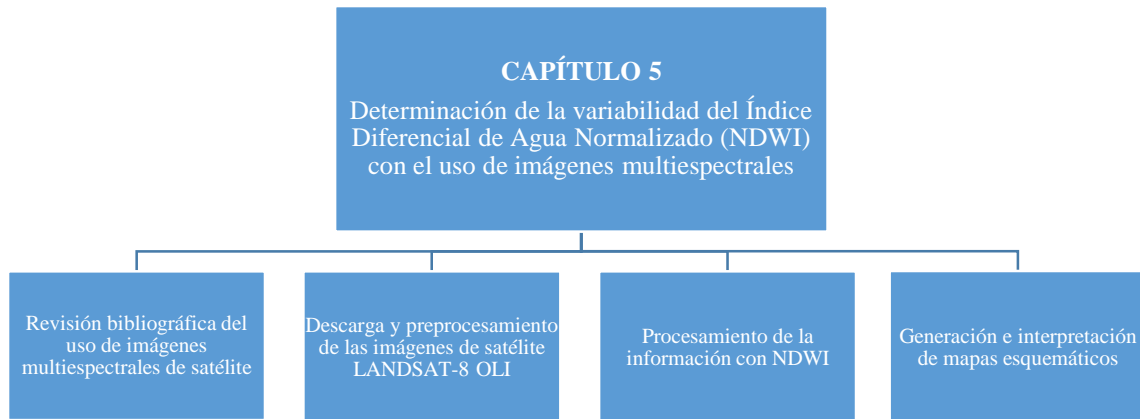 CAPÍTULO 5
Determinación de la variabilidad del Índice
Diferencial de Agua Normalizado (NDWI)
con el uso de imágenes multiespectrales
Revisión bibliográfica del
uso de imágenes
multiespectrales de satélite
Descarga y preprocesamiento
de las imágenes de satélite
LANDSAT-8 OLI
Procesamiento de la
información con NDWI
Generación e interpretación
de mapas esquemáticos